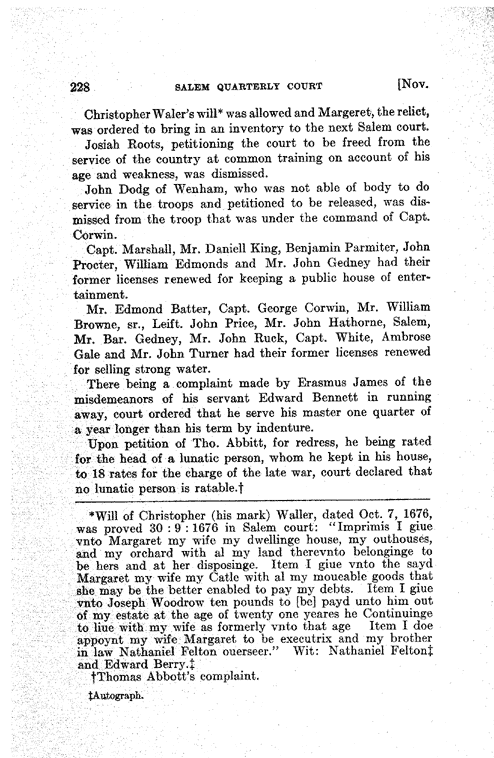 228 SALEM QUARTERLY COURT [Nov.
Christopher Waler's will* was allowed and Margeret, the relict,
was ordered to bring in an inventory to the next Salem court.
Josiah Roots, petitioning the court to be freed from the
service of the country at common training on account of his
age and weakness, was dismissed.
John Dodg of Wenham, who was not able of body to do
service in the troops and petitioned to be released, was dis-
missed from the troop that was under the command of Capt.
Corwin.
Capt. Marshall, Mr. Daniell King, Benjamin Parmiter, John
Procter, William Edmonds and Mr. John Gedney had their
former licenses renewed for keeping a public house of enter-
tainment.
Mr. Edmond Batter, Capt. George Corwin, Mr. William
Browne, sr., Leift. John Price, Mr. John Hathorne, Salem,
Mr. Bar. Gedney, Mr. John Ruck, Capt. White, Ambrose
Gale and Mr. John Turner had their former licenses renewed
for selling strong water.
There being a complaint made by Erasmus James of the
misdemeanors of his servant Edward Bennett in running
away, court ordered that he serve his master one quarter of
a year longer than his term by indenture.
Upon petition of Tho. Abbitt, for redress, he being rated
for the head of a lunatic person, whom he kept in his house,
to 18 rates for the charge of the late war, court declared that
no lunatic person is ratable.†
*Will of Christopher (his mark) Waller, dated Oct. 7, 1676,
was proved 30 : 9 : 1676 in Salem court: "Imprimis I giue
vnto Margaret my wife my dwellinge house, my outhouses,
and my orchard with al my land therevnto belonginge to
be hers and at her disposinge. Item I giue vnto the sayd
Margaret my wife my Catle with al my moueable goods that
she may be the better enabled to pay my debts. Item I giue
vnto Joseph Woodrow ten pounds to [be] payd unto him out
of my estate at the age of twenty one yeares he Continuinge
to liue with my wife as formerly vnto that age Item I doe
appoynt my wife Margaret to be executrix and my brother
in law Nathaniel Felton ouerseer." Wit: Nathaniel Felton‡
and Edward Berry.‡
†Thomas Abbott's complaint.
‡Autograph.